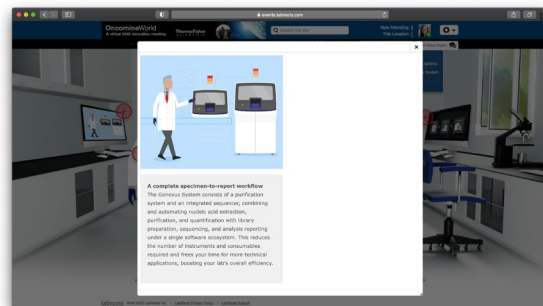 events.labroots.com
OncomineWorld
A virtual NGS education meeting
ThermoFisher
SCIENTIFIC
Search this site
Now Attending
This Location
A complete specimen-to-report workflow
The Genexus System consists of a purification
system and an integrated sequencer, combining
and automating nucleic acid extraction,
purification, and quantification with library
preparation, sequencing, and analysis reporting
under a single software ecosystem. This reduces
the number of instruments and consumables
required and frees your time for more technical
applications, boosting your lab's overall efficiency.